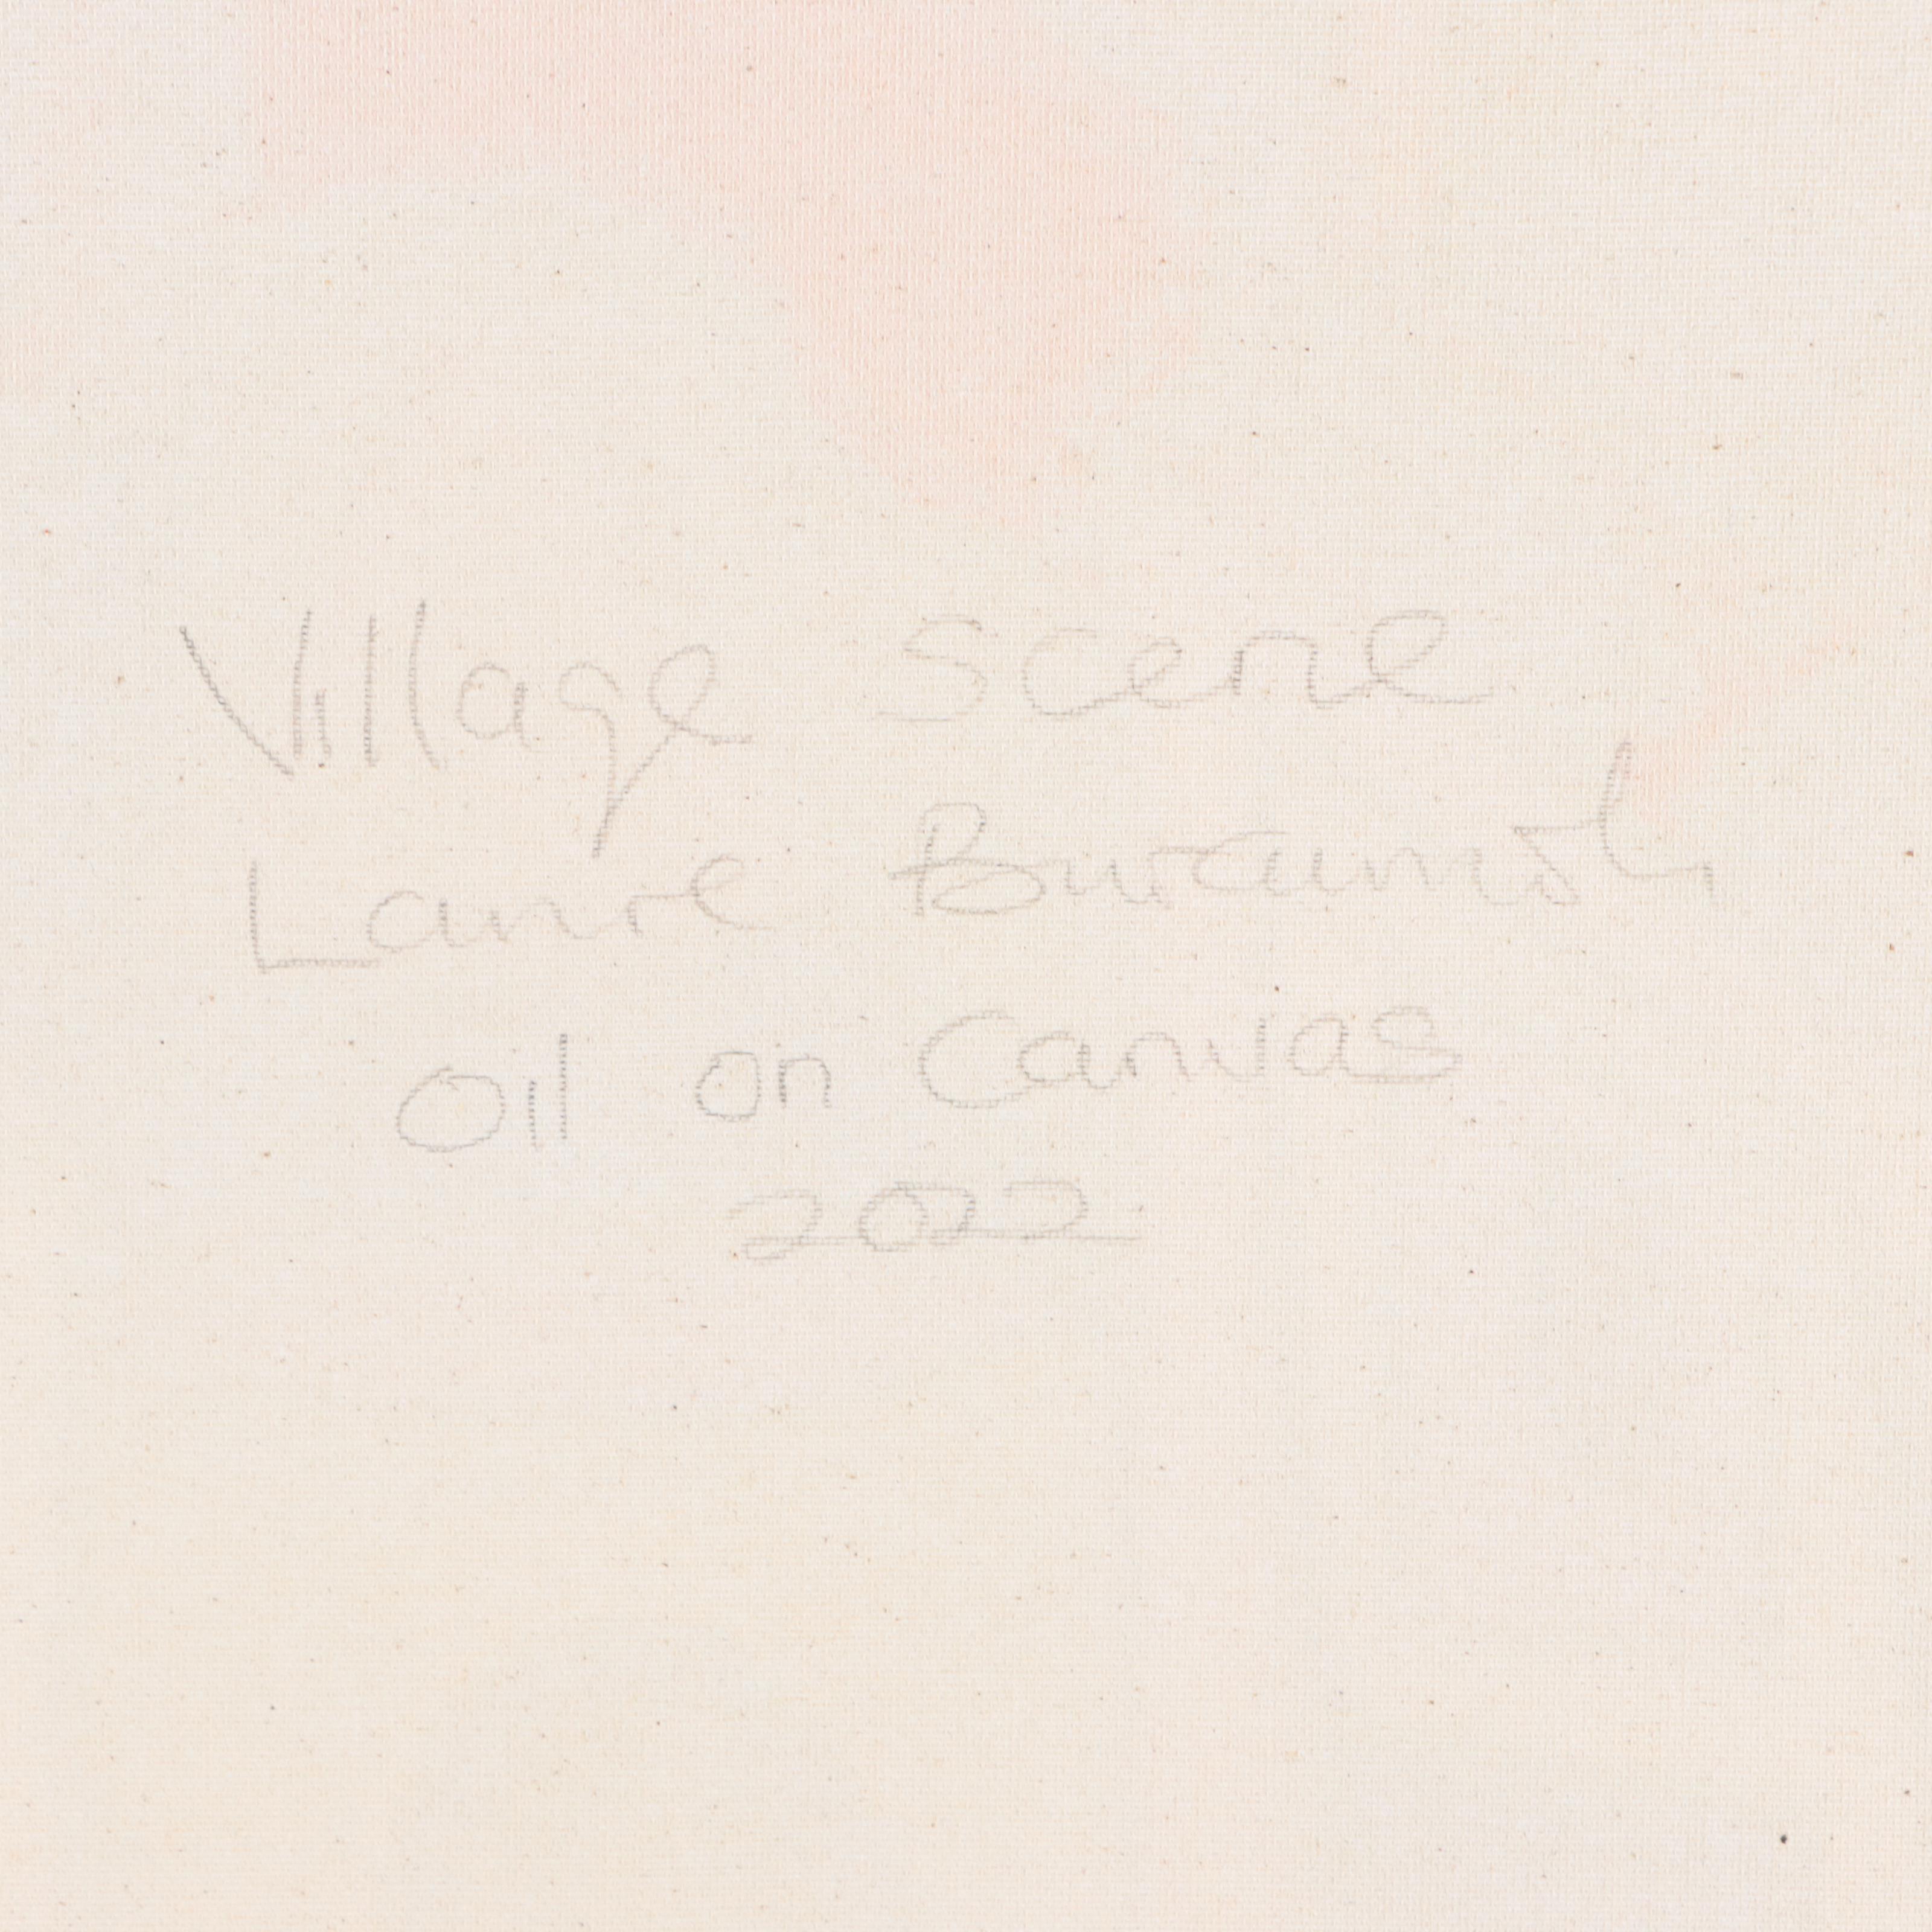 Village Scene
Lanre Buraimoh
Oil on Canvas
2022